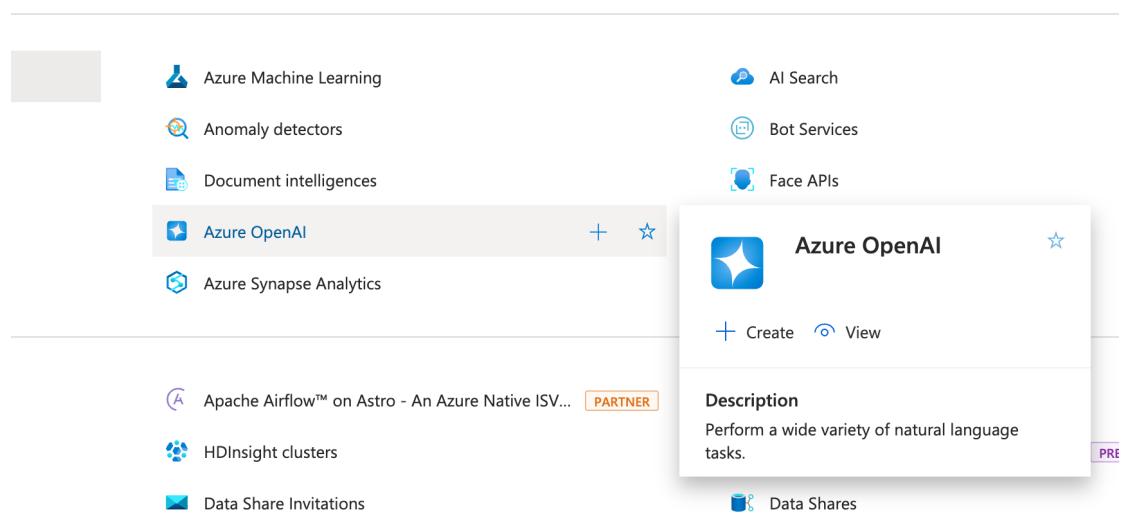 Azure Machine Learning
AI Search
Anomaly detectors
Bot Services
Document intelligences
Face APIs
Azure OpenAI
Azure Synapse Analytics
Azure OpenAI
Create View
Description
Perform a wide variety of natural language
tasks.
Apache Airflow™ on Astro - An Azure Native ISV... PARTNER
HDInsight clusters
PRE
Data Share Invitations
Data Shares